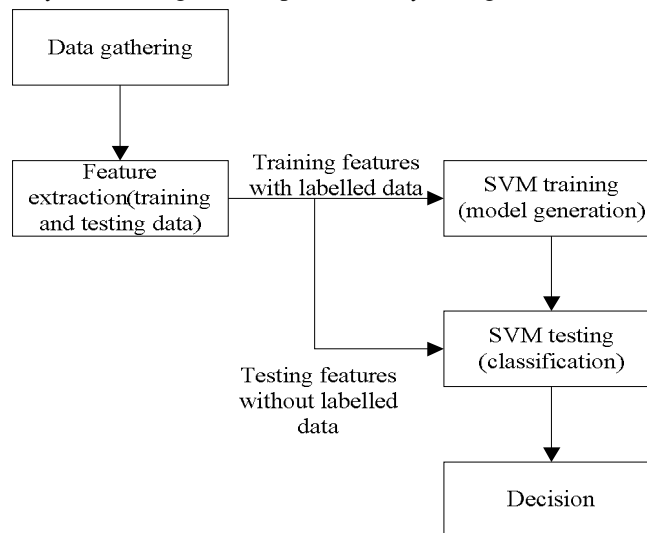 Data gathering
Feature
extraction(training
and testing data)
Training features
with labelled data
SVM training
(model generation)
SVM testing
(classification)
Testing features
without labelled
data
Decision